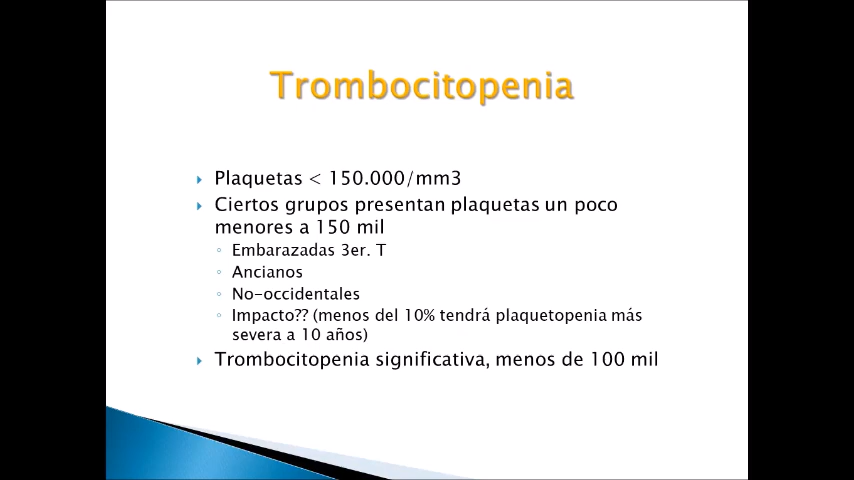 Trombocitopenia
Plaquetas < 150.000/mm3
Ciertos grupos presentan plaquetas un poco
menores a 150 mil
Embarazadas 3er. T
Ancianos
No-occidentales
Impacto?? (menos del 10% tendrá plaquetopenia más
severa a 10 años)
Trombocitopenia significativa, menos de 100 mil